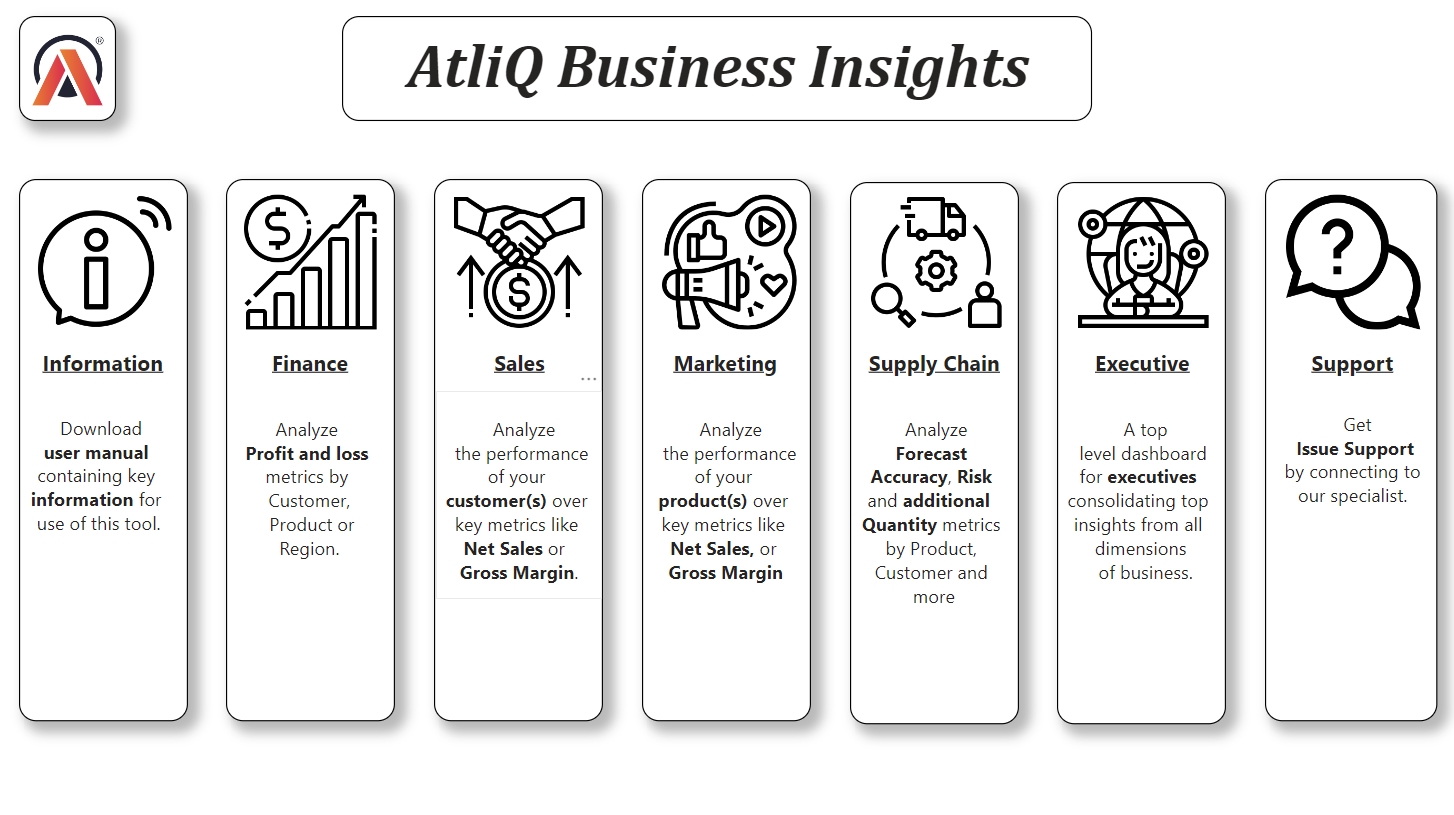 AtliQ Business Insights
Information
Download
user manual
containing key
information for
use of this tool.
Finance
Analyze
Profit and loss
metrics by
Customer,
Product or
Region.
Sales
Analyze
the performance
of your
customer(s) over
key metrics like
Net Sales or
Gross Margin.
Marketing
Analyze
the performance
of your
product(s) over
key metrics like
Net Sales, or
Gross Margin
Supply Chain
Analyze
Forecast
Accuracy, Risk
and additional
Quantity metrics
by Product,
Customer and
more
Executive
A top
level dashboard
for executives
consolidating top
insights from all
dimensions
of business.
Support
Get
Issue Support
by connecting to
our specialist.